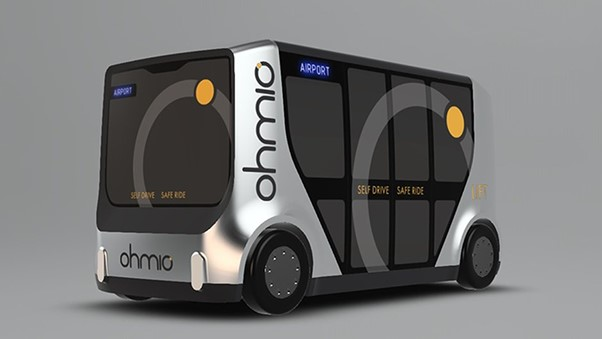 AIRPORT
SELF DRIVE SAFE RIDE
ohmio
ohmio
AIRPORT
SELF DRIVE SAFE RIDE